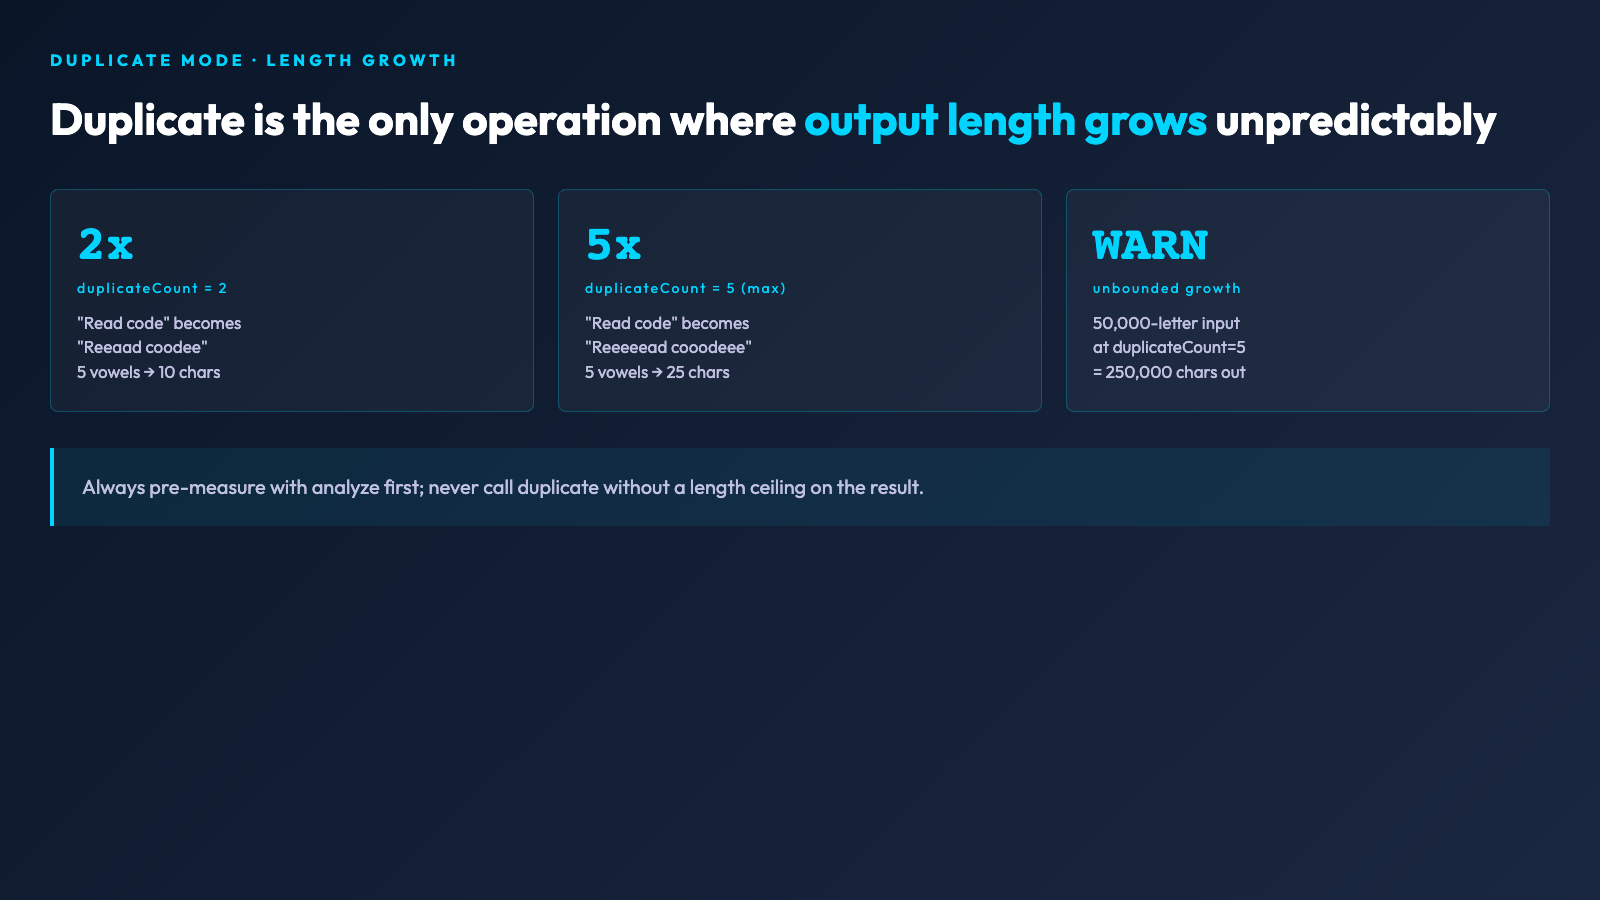 DUPLICATE MODE · LENGTH GROWTH
Duplicate is the only operation where output length grows unpredictably
2x
duplicateCount = 2
"Read code" becomes
"Reeaad coodee"
5 vowels → 10 chars
5x
duplicateCount = 5 (max)
"Read code" becomes
"Reeeeead cooodeee"
5 vowels → 25 chars
WARN
unbounded growth
50,000-letter input
at duplicateCount=5
= 250,000 chars out
Always pre-measure with analyze first; never call duplicate without a length ceiling on the result.